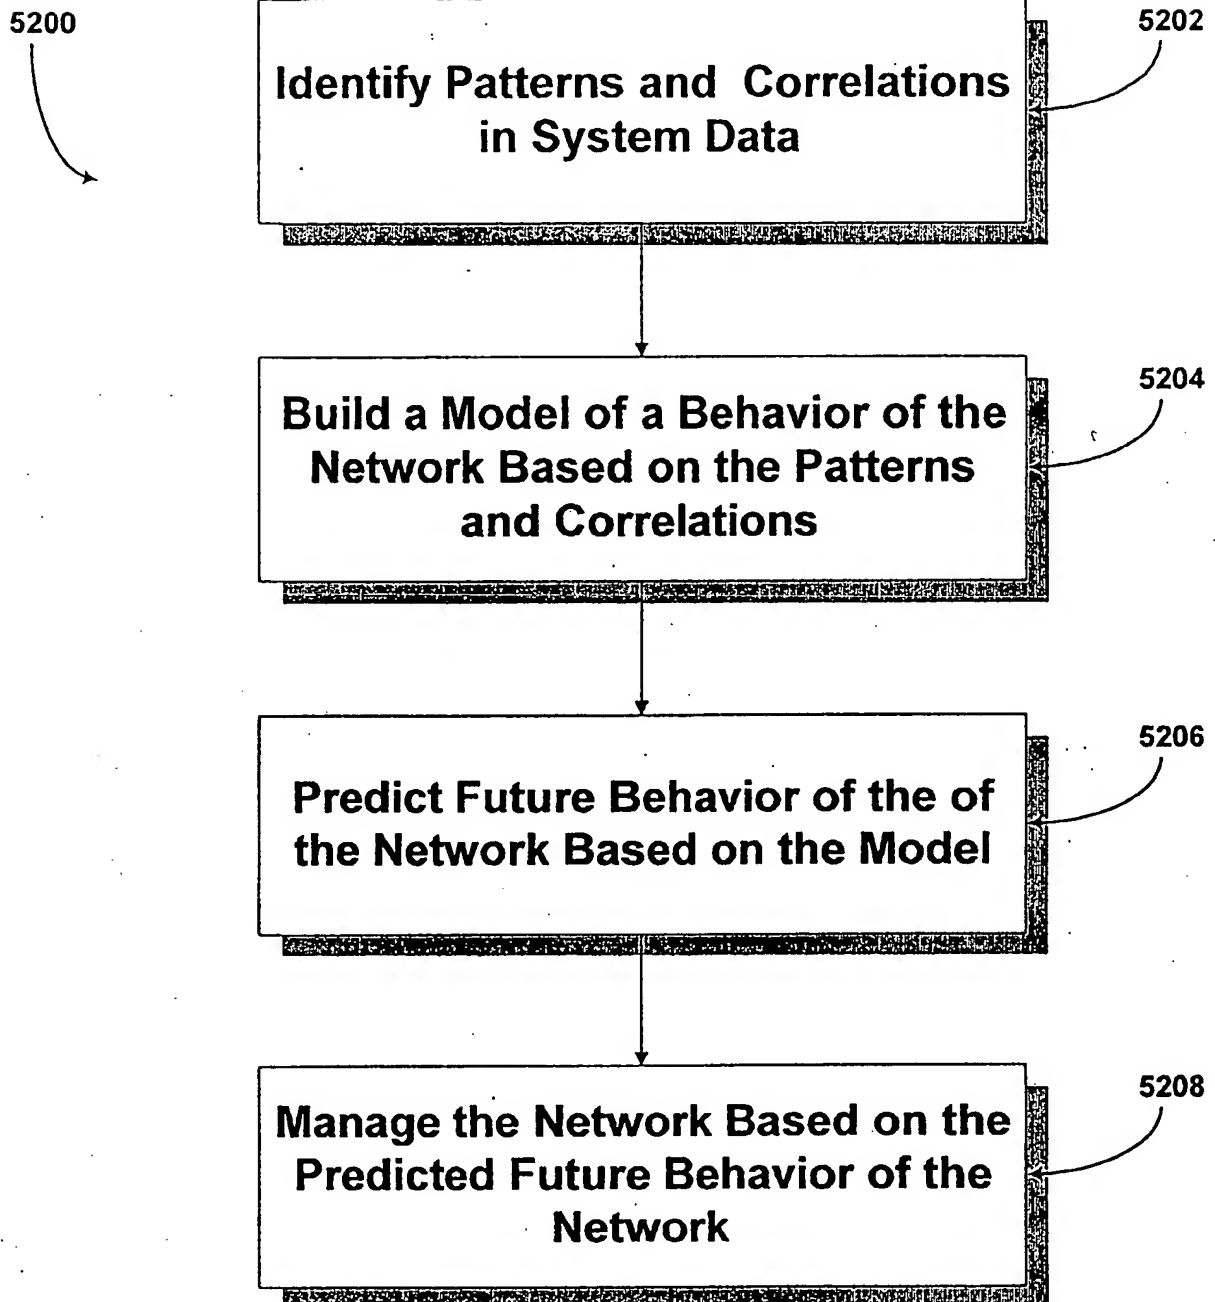 5200
5202
Identify Patterns and Correlations
in System Data
5204
Build a Model of a Behavior of the
Network Based on the Patterns
and Correlations
5206
Predict Future Behavior of the of
the Network Based on the Model
5208
Manage the Network Based on the
Predicted Future Behavior of the
Network